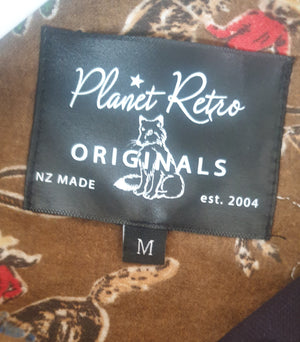 Planet Retro
ORIGINALS
NZ MADE
est. 2004
M